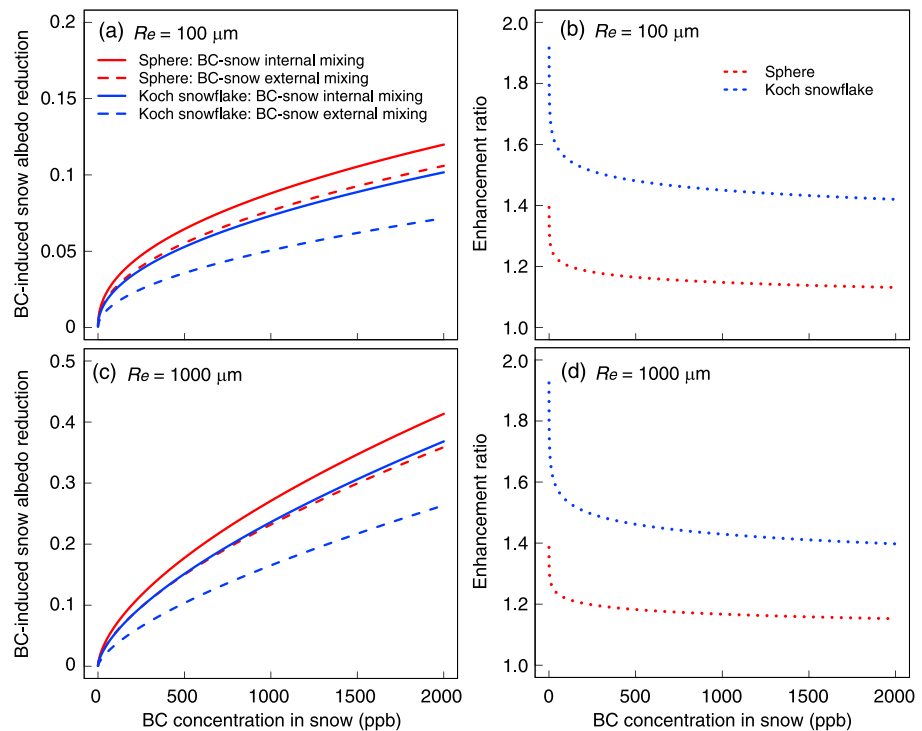 (a) Re = 100 μm
Sphere: BC-snow internal mixing
Sphere: BC-snow external mixing
Koch snowflake: BC-snow internal mixing
Koch snowflake: BC-snow external mixing
BC-induced snow albedo reduction
0.2
0.15
0.1
0.05
0
(b) Re = 100 μm
Sphere
Koch snowflake
Enhancement ratio
2.0
1.8
1.6
1.4
1.2
1.0
(c) Re = 1000 μm
BC-induced snow albedo reduction
0.5
0.4
0.3
0.2
0.1
0
0 500 1000 1500 2000
BC concentration in snow (ppb)
(d) Re = 1000 μm
Enhancement ratio
2.0
1.8
1.6
1.4
1.2
1.0
0 500 1000 1500 2000
BC concentration in snow (ppb)